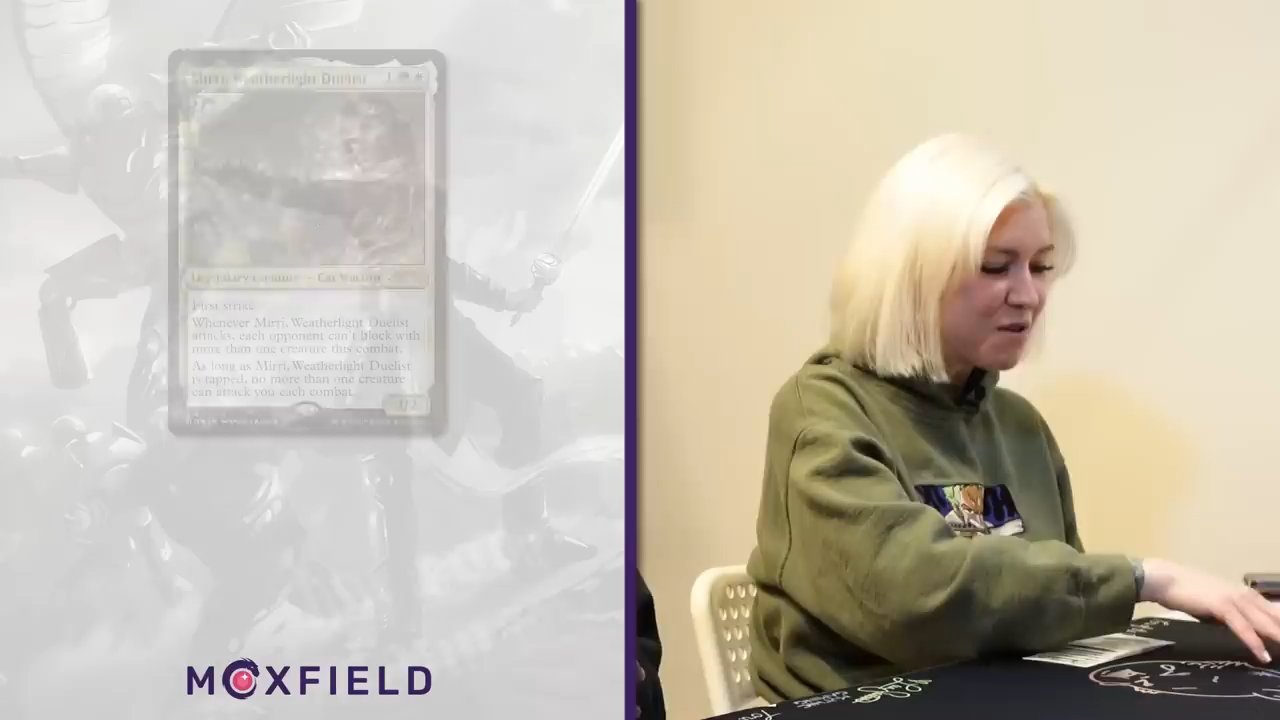 Mirri, Weatherlight Duelist 1
Legendary Creature — Cat Warrior
First strike
Whenever Mirri, Weatherlight Duelist
attacks, each opponent can't block with
more than one creature this combat.
As long as Mirri, Weatherlight Duelist
is tapped, no more than one creature
can attack you each combat.
3/2
MOXFIELD